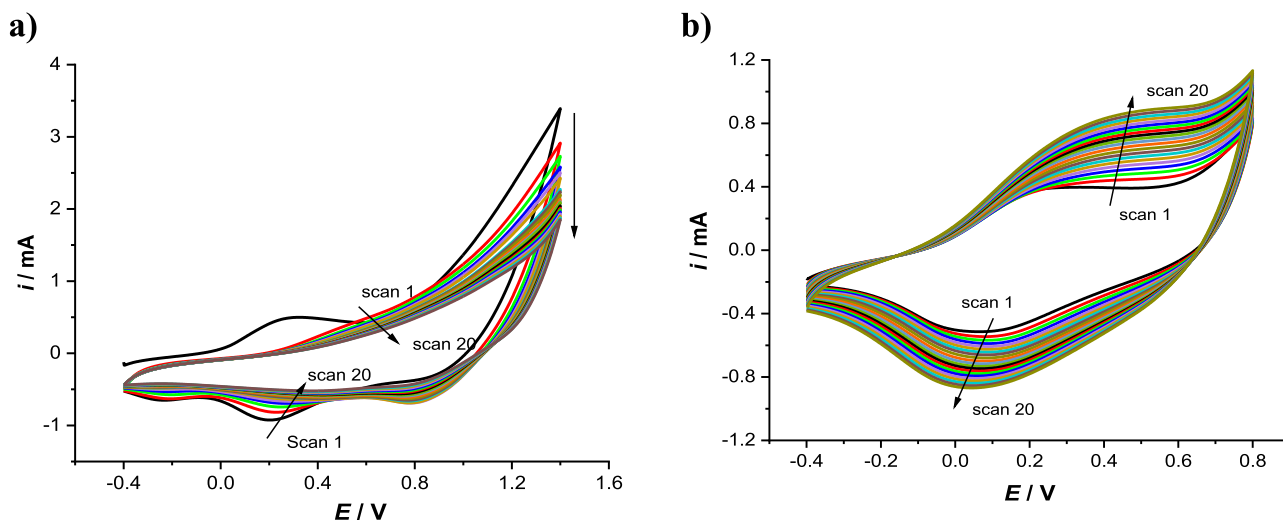 a)
4
3
2
1
0
-1
i / mA
scan 1
scan 20
scan 20
Scan 1
-0.4 0.0 0.4 0.8 1.2 1.6
E / V
b)
1.2
0.8
0.4
0.0
-0.4
-0.8
-1.2
i / mA
scan 20
scan 1
scan 1
scan 20
-0.4 -0.2 0.0 0.2 0.4 0.6 0.8
E / V